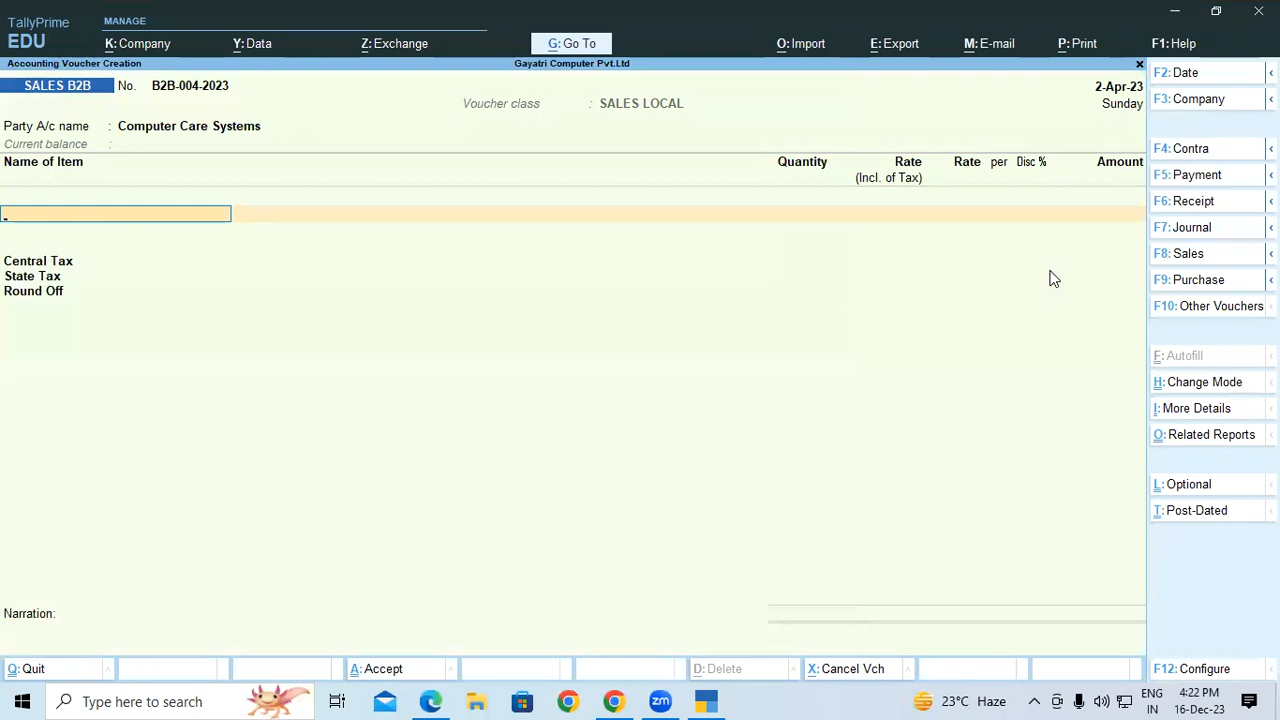 TallyPrime
EDU
MANAGE
K: Company
Y: Data
Z: Exchange
G: Go To
O: Import
E: Export
M: E-mail
P: Print
F1: Help
Accounting Voucher Creation
Gayatri Computer Pvt.Ltd
SALES B2B No. B2B-004-2023
2-Apr-23
Voucher class : SALES LOCAL
Sunday
Party A/c name : Computer Care Systems
Current balance :
Name of Item Quantity Rate Rate per Disc % Amount
(Incl. of Tax)
Central Tax
State Tax
Round Off
Narration:
F2: Date
F3: Company
F4: Contra
F5: Payment
F6: Receipt
F7: Journal
F8: Sales
F9: Purchase
F10: Other Vouchers
F: Autofill
H: Change Mode
I: More Details
O: Related Reports
L: Optional
T: Post-Dated
Q: Quit
A: Accept
D: Delete
X: Cancel Vch
F12: Configure
Type here to search
zm
23°C Haze
ENG
IN
4:22 PM
16-Dec-23